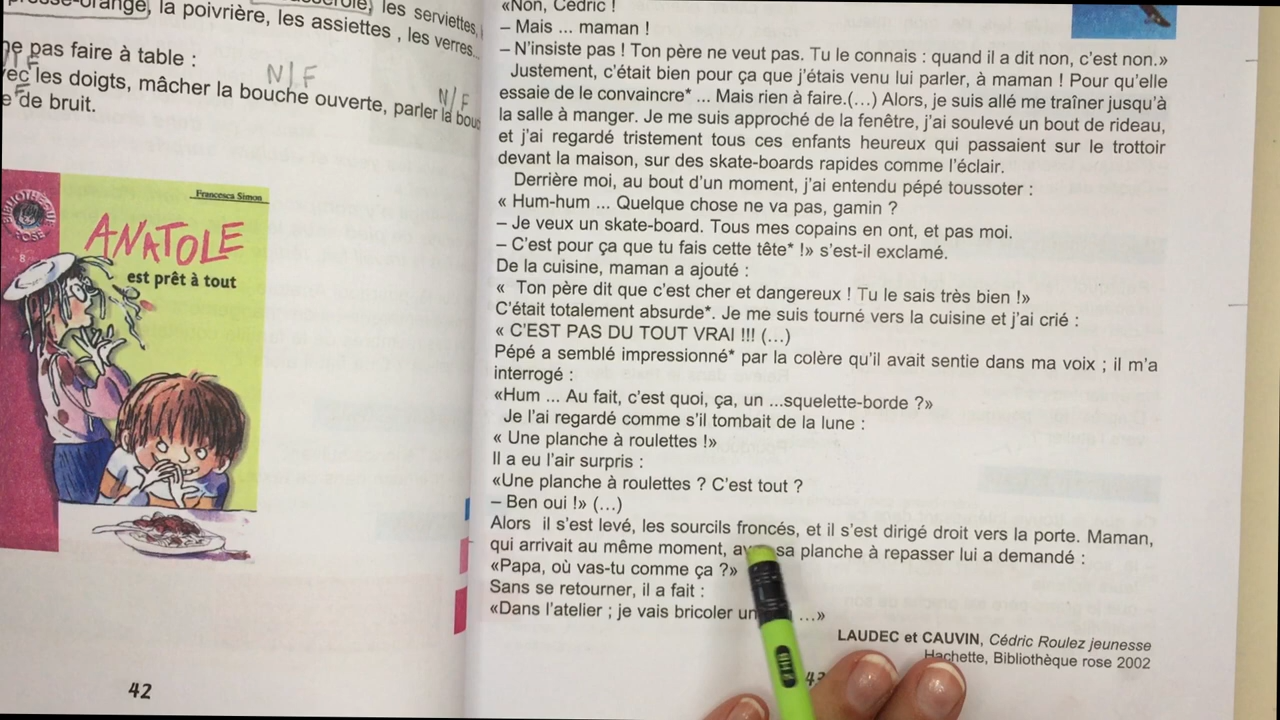 la poivrière, les assiettes , les verres...
les serviettes,
pas faire à table :
N/F
les doigts, mâcher la bouche ouverte, parler la
N/F
de bruit.
Francesca Simon
BIBLIOTHÈQUE
ROSE
ANATOLE
est prêt à tout
42
«Non, Cédric !
– Mais ... maman !
– N'insiste pas ! Ton père ne veut pas. Tu le connais : quand il a dit non, c'est non.»
Justement, c'était bien pour ça que j'étais venu lui parler, à maman ! Pour qu'elle
essaie de le convaincre* ... Mais rien à faire.(…) Alors, je suis allé me traîner jusqu'à
la salle à manger. Je me suis approché de la fenêtre, j'ai soulevé un bout de rideau,
et j'ai regardé tristement tous ces enfants heureux qui passaient sur le trottoir
devant la maison, sur des skate-boards rapides comme l'éclair.
Derrière moi, au bout d'un moment, j'ai entendu pépé toussoter :
« Hum-hum ... Quelque chose ne va pas, gamin ?
– Je veux un skate-board. Tous mes copains en ont, et pas moi.
– C'est pour ça que tu fais cette tête* !» s'est-il exclamé.
De la cuisine, maman a ajouté :
« Ton père dit que c'est cher et dangereux ! Tu le sais très bien !»
C'était totalement absurde*. Je me suis tourné vers la cuisine et j'ai crié :
« C'EST PAS DU TOUT VRAI !!! (…)
Pépé a semblé impressionné* par la colère qu'il avait sentie dans ma voix ; il m'a
interrogé :
«Hum ... Au fait, c'est quoi, ça, un ...squelette-borde ?»
Je l'ai regardé comme s'il tombait de la lune :
« Une planche à roulettes !»
Il a eu l'air surpris :
«Une planche à roulettes ? C'est tout ?
– Ben oui !» (…)
Alors il s'est levé, les sourcils froncés, et il s'est dirigé droit vers la porte. Maman,
qui arrivait au même moment, sa planche à repasser lui a demandé :
«Papa, où vas-tu comme ça ?»
Sans se retourner, il a fait :
«Dans l'atelier ; je vais bricoler …»
LAUDEC et CAUVIN, Cédric Roulez jeunesse
Hachette, Bibliothèque rose 2002